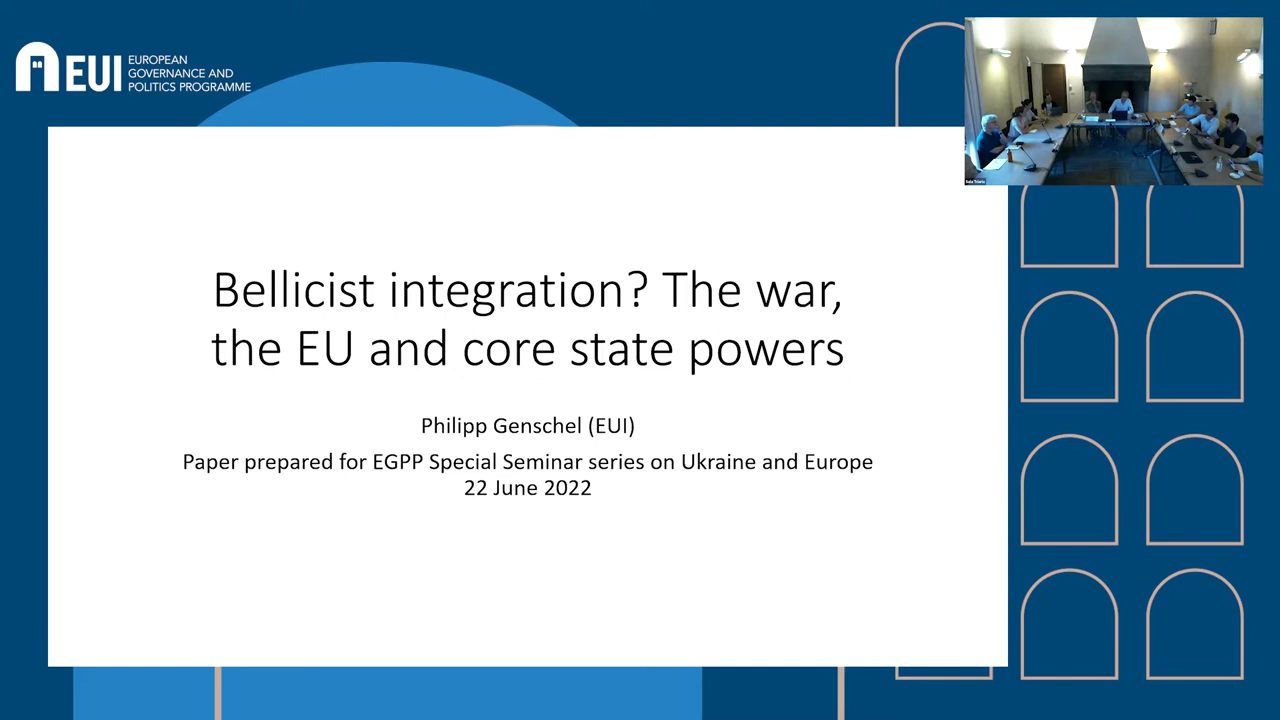 EUI
EUROPEAN
GOVERNANCE AND
POLITICS PROGRAMME
Bellicist integration? The war,
the EU and core state powers
Philipp Genschel (EUI)
Paper prepared for EGPP Special Seminar series on Ukraine and Europe
22 June 2022